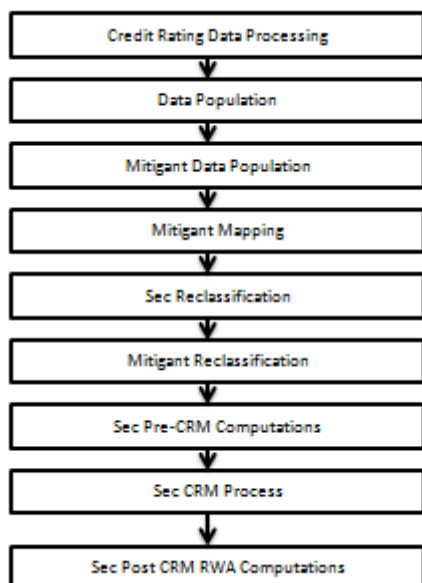 Credit Rating Data Processing
Data Population
Mitigant Data Population
Mitigant Mapping
Sec Reclassification
Mitigant Reclassification
Sec Pre-CRM Computations
Sec CRM Process
Sec Post CRM RWA Computations